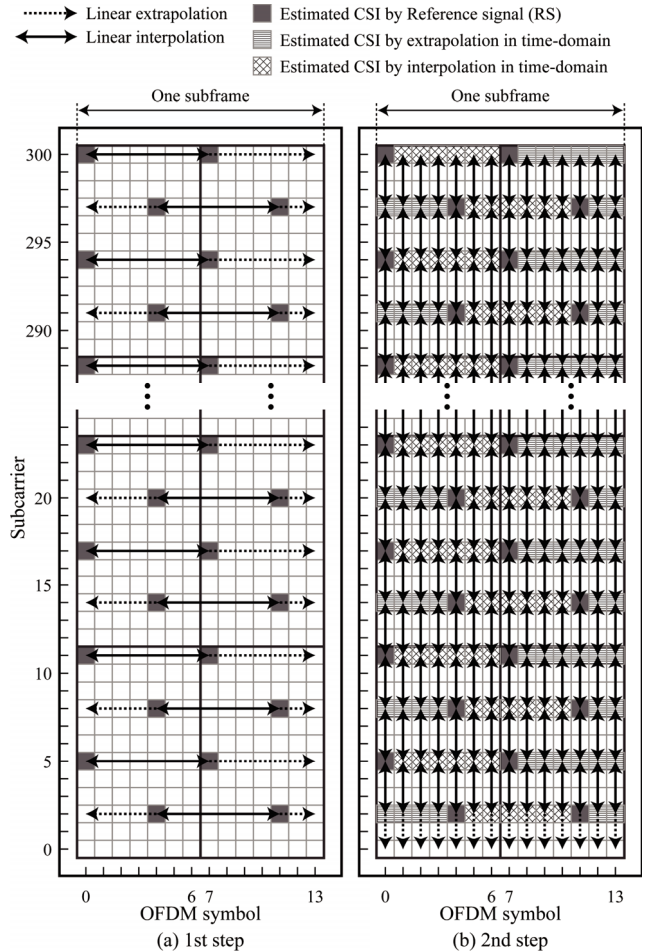 Linear extrapolation
Linear interpolation
Estimated CSI by Reference signal (RS)
Estimated CSI by extrapolation in time-domain
Estimated CSI by interpolation in time-domain
One subframe
One subframe
300
295
290
20
15
10
5
0
Subcarrier
0 6 7 13
0 6 7 13
OFDM symbol
OFDM symbol
(a) 1st step
(b) 2nd step